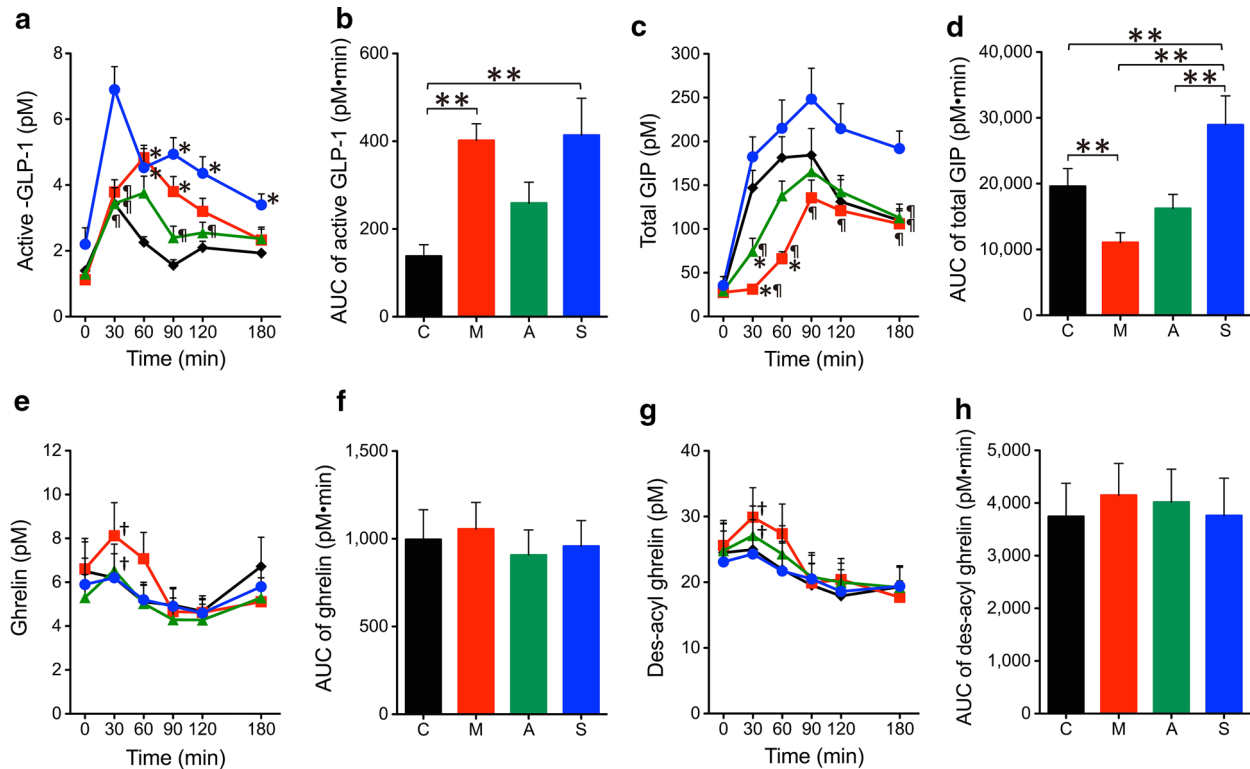 a
8
6
4
2
0
Active -GLP-1 (pM)
* * * * * * *
¶ ¶ ¶ ¶
0 30 60 90 120 180
Time (min)
b
600
400
200
0
AUC of active GLP-1 (pM•min)
**
**
C M A S
c
300
250
200
150
100
50
0
Total GIP (pM)
¶ * ¶ * *¶ ¶ ¶ ¶ ¶
0 30 60 90 120 180
Time (min)
d
40,000
30,000
20,000
10,000
0
AUC of total GIP (pM•min)
**
**
**
**
C M A S
e
12
10
8
6
4
2
0
Ghrelin (pM)
†
†
0 30 60 90 120 180
Time (min)
f
1,500
1,000
500
0
AUC of ghrelin (pM•min)
C M A S
g
40
30
20
10
0
Des-acyl ghrelin (pM)
†
†
0 30 60 90 120 180
Time (min)
h
5,000
4,000
3,000
2,000
1,000
0
AUC of des-acyl ghrelin (pM•min)
C M A S